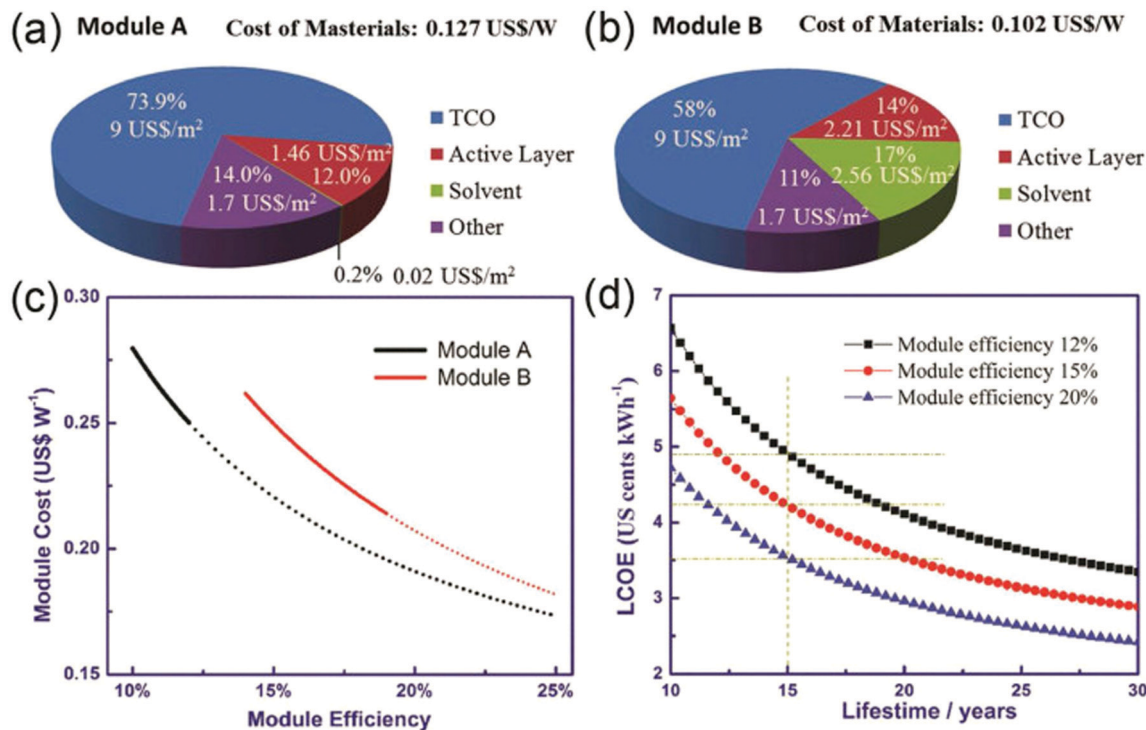 (a) Module A Cost of Masterials: 0.127 US$/W
73.9%
9 US$/m²
1.46 US$/m²
12.0%
14.0%
1.7 US$/m²
0.2% 0.02 US$/m²
TCO
Active Layer
Solvent
Other
(b) Module B Cost of Materials: 0.102 US$/W
58%
9 US$/m²
14%
2.21 US$/m²
17%
2.56 US$/m²
11%
1.7 US$/m²
TCO
Active Layer
Solvent
Other
(c)
Module Cost (US$ W⁻¹)
0.30
0.25
0.20
0.15
Module A
Module B
10% 15% 20% 25%
Module Efficiency
(d)
LCOE (US cents kWh⁻¹)
7
6
5
4
3
2
Module efficiency 12%
Module efficiency 15%
Module efficiency 20%
10 15 20 25 30
Lifestime / years